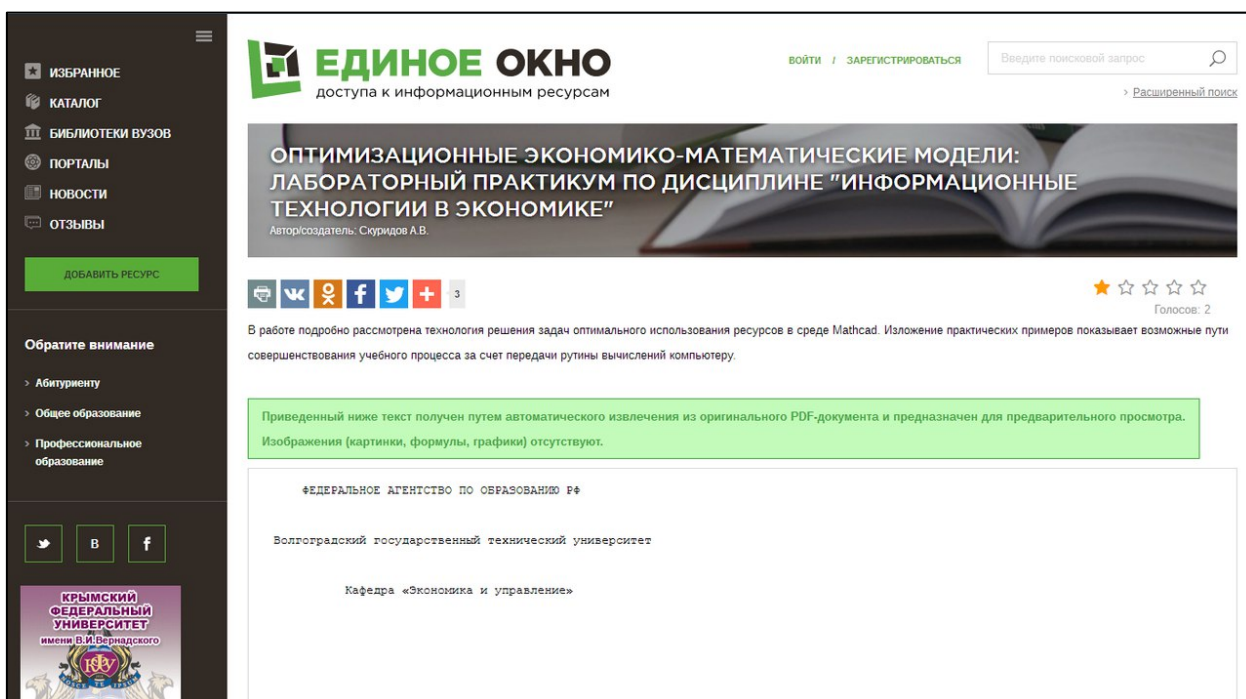 ИЗБРАННОЕ
КАТАЛОГ
БИБЛИОТЕКИ ВУЗОВ
ПОРТАЛЫ
НОВОСТИ
ОТЗЫВЫ
ДОБАВИТЬ РЕСУРС
Обратите внимание
› Абитуриенту
› Общее образование
› Профессиональное
образование
В
f
КРЫМСКИЙ
ФЕДЕРАЛЬНЫЙ
УНИВЕРСИТЕТ
имени В.И.Вернадского
КФУ
ЕДИНОЕ ОКНО
доступа к информационным ресурсам
ВОЙТИ / ЗАРЕГИСТРИРОВАТЬСЯ
Введите поисковой запрос
› Расширенный поиск
ОПТИМИЗАЦИОННЫЕ ЭКОНОМИКО-МАТЕМАТИЧЕСКИЕ МОДЕЛИ:
ЛАБОРАТОРНЫЙ ПРАКТИКУМ ПО ДИСЦИПЛИНЕ "ИНФОРМАЦИОННЫЕ
ТЕХНОЛОГИИ В ЭКОНОМИКЕ"
Автор/создатель: Скуридов А.В.
3
Голосов: 2
В работе подробно рассмотрена технология решения задач оптимального использования ресурсов в среде Mathcad. Изложение практических примеров показывает возможные пути
совершенствования учебного процесса за счет передачи рутины вычислений компьютеру.
Приведенный ниже текст получен путем автоматического извлечения из оригинального PDF-документа и предназначен для предварительного просмотра.
Изображения (картинки, формулы, графики) отсутствуют.
ФЕДЕРАЛЬНОЕ АГЕНТСТВО ПО ОБРАЗОВАНИЮ РФ
Волгоградский государственный технический университет
Кафедра «Экономика и управление»